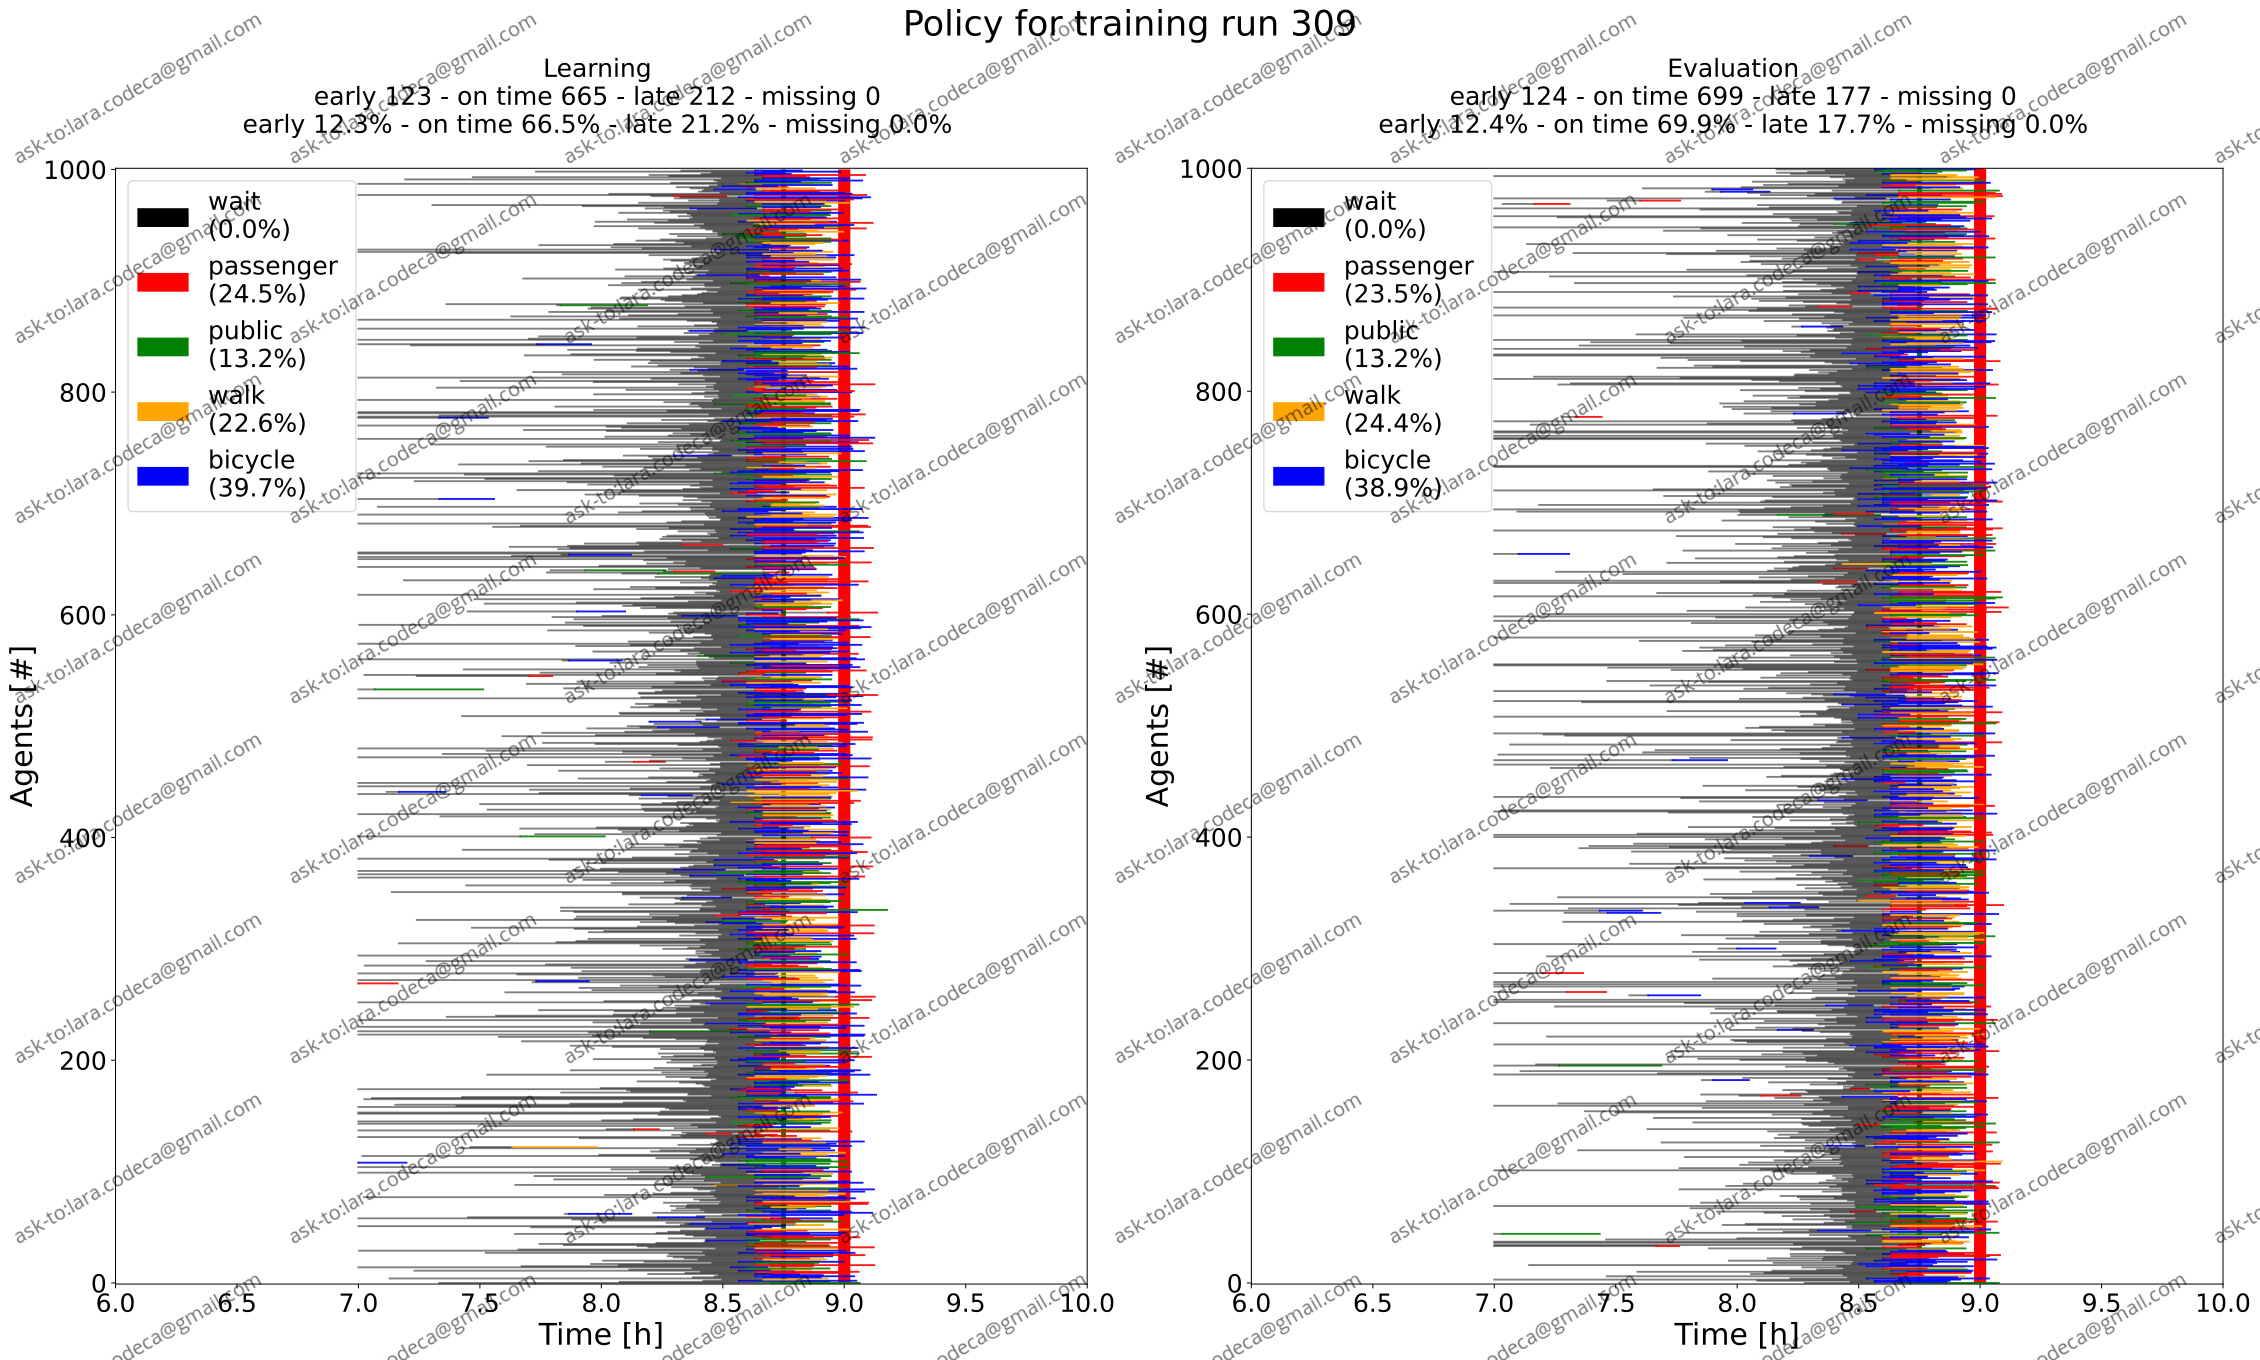 Policy for training run 309
Learning
early 123 - on time 665 - late 212 - missing 0
early 12.3% - on time 66.5% - late 21.2% - missing 0.0%
1000
800
600
400
200
0
Agents [#]
wait
(0.0%)
passenger
(24.5%)
public
(13.2%)
walk
(22.6%)
bicycle
(39.7%)
6.0 6.5 7.0 7.5 8.0 8.5 9.0 9.5 10.0
Time [h]
Evaluation
early 124 - on time 699 - late 177 - missing 0
early 12.4% - on time 69.9% - late 17.7% - missing 0.0%
1000
800
600
400
200
0
Agents [#]
wait
(0.0%)
passenger
(23.5%)
public
(13.2%)
walk
(24.4%)
bicycle
(38.9%)
6.0 6.5 7.0 7.5 8.0 8.5 9.0 9.5 10.0
Time [h]
ask-to:lara.codeca@gmail.com